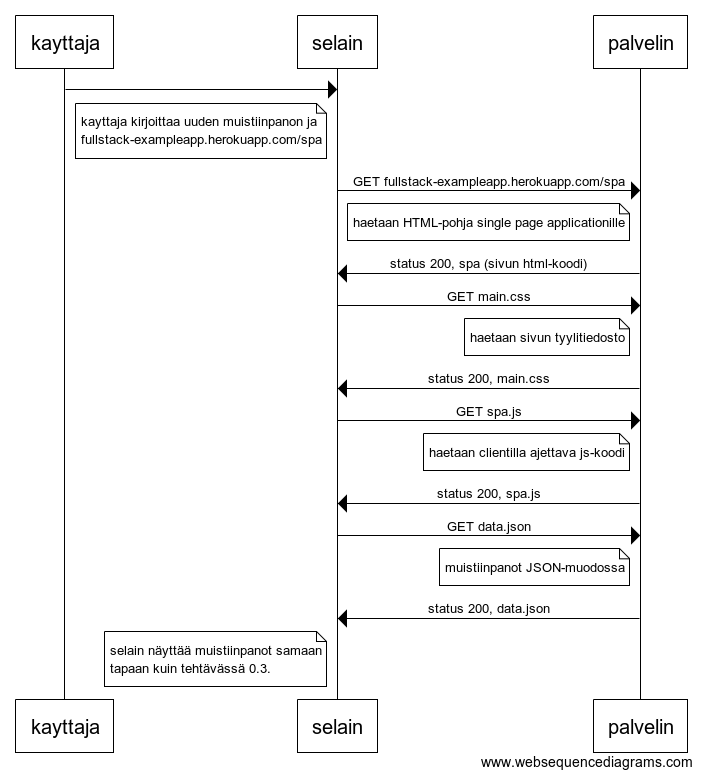 kayttaja
selain
palvelin
kayttaja kirjoittaa uuden muistiinpanon ja
fullstack-exampleapp.herokuapp.com/spa
GET fullstack-exampleapp.herokuapp.com/spa
haetaan HTML-pohja single page applicationille
status 200, spa (sivun html-koodi)
GET main.css
haetaan sivun tyylitiedosto
status 200, main.css
GET spa.js
haetaan clientilla ajettava js-koodi
status 200, spa.js
GET data.json
muistiinpanot JSON-muodossa
status 200, data.json
selain näyttää muistiinpanot samaan
tapaan kuin tehtävässä 0.3.
kayttaja
selain
palvelin
www.websequencediagrams.com